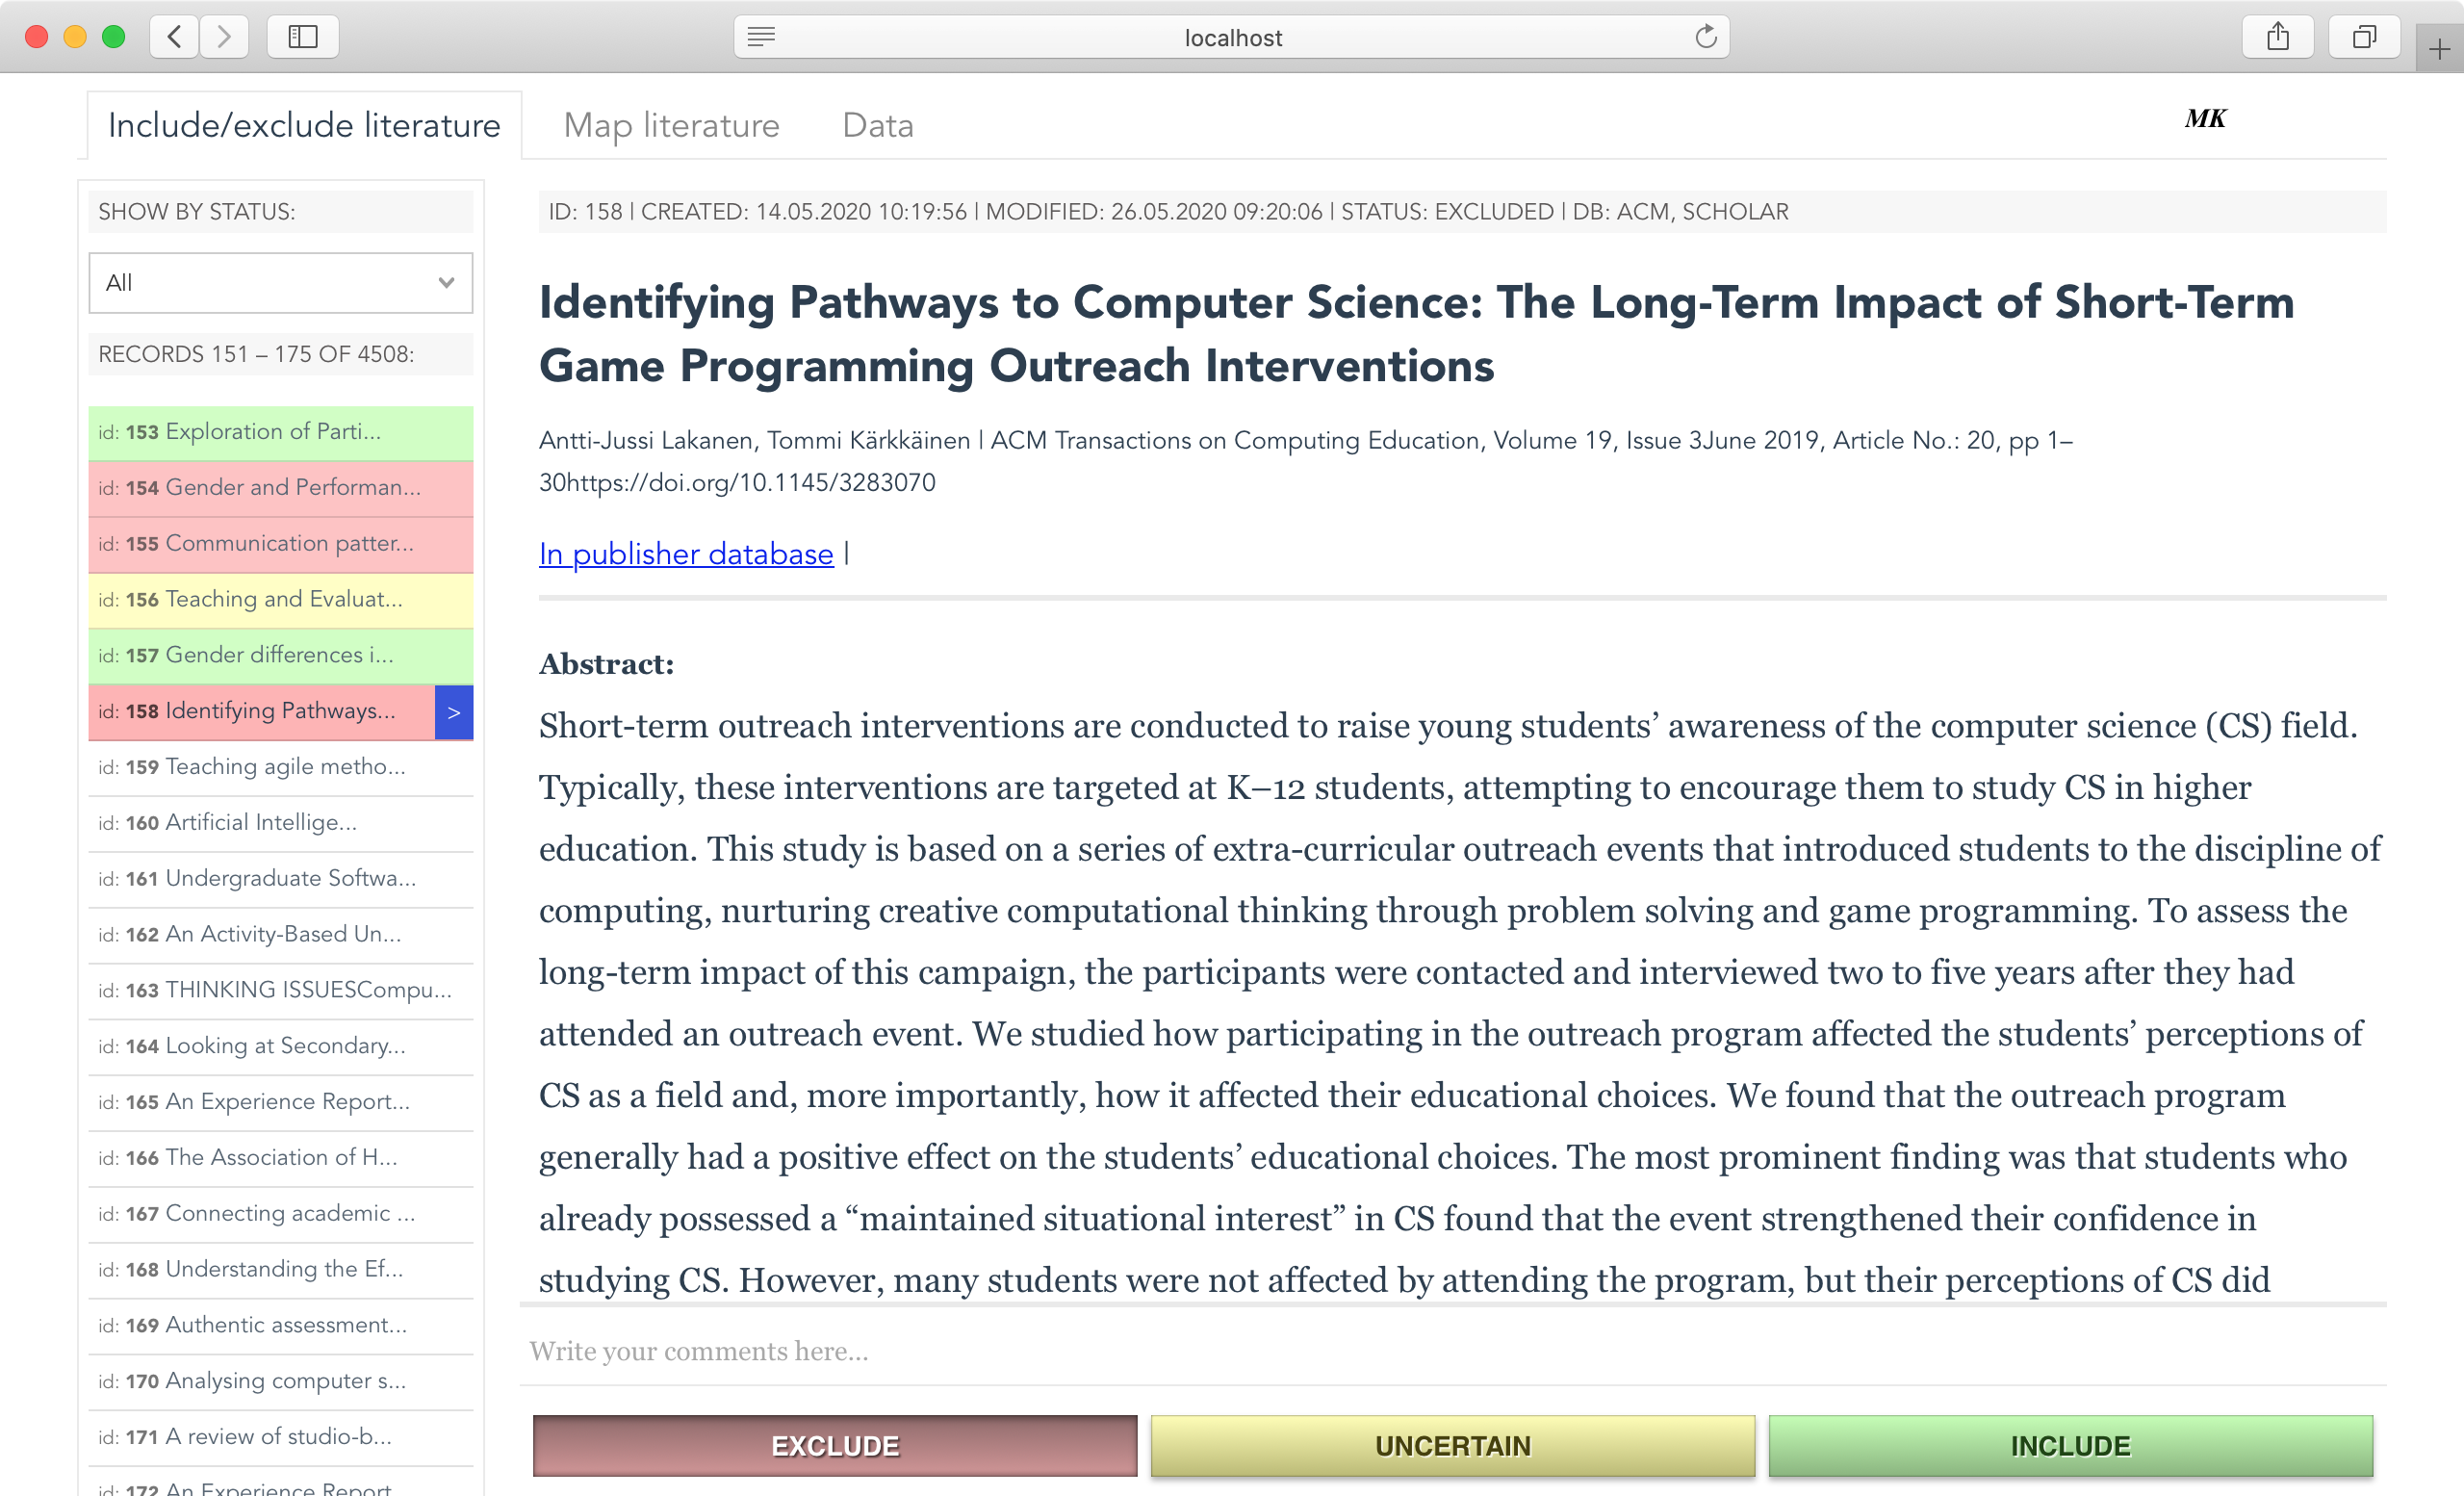 localhost
Include/exclude literature
Map literature
Data
MK
SHOW BY STATUS:
All
RECORDS 151 – 175 OF 4508:
id: 153 Exploration of Parti...
id: 154 Gender and Performan...
id: 155 Communication patter...
id: 156 Teaching and Evaluat...
id: 157 Gender differences i...
id: 158 Identifying Pathways... >
id: 159 Teaching agile metho...
id: 160 Artificial Intellige...
id: 161 Undergraduate Softwa...
id: 162 An Activity-Based Un...
id: 163 THINKING ISSUESCompu...
id: 164 Looking at Secondary...
id: 165 An Experience Report...
id: 166 The Association of H...
id: 167 Connecting academic ...
id: 168 Understanding the Ef...
id: 169 Authentic assessment...
id: 170 Analysing computer s...
id: 171 A review of studio-b...
id: 172 An Experience Report
ID: 158 | CREATED: 14.05.2020 10:19:56 | MODIFIED: 26.05.2020 09:20:06 | STATUS: EXCLUDED | DB: ACM, SCHOLAR
Identifying Pathways to Computer Science: The Long-Term Impact of Short-Term
Game Programming Outreach Interventions
Antti-Jussi Lakanen, Tommi Kärkkäinen | ACM Transactions on Computing Education, Volume 19, Issue 3June 2019, Article No.: 20, pp 1–
30https://doi.org/10.1145/3283070
In publisher database |
Abstract:
Short-term outreach interventions are conducted to raise young students’ awareness of the computer science (CS) field.
Typically, these interventions are targeted at K–12 students, attempting to encourage them to study CS in higher
education. This study is based on a series of extra-curricular outreach events that introduced students to the discipline of
computing, nurturing creative computational thinking through problem solving and game programming. To assess the
long-term impact of this campaign, the participants were contacted and interviewed two to five years after they had
attended an outreach event. We studied how participating in the outreach program affected the students’ perceptions of
CS as a field and, more importantly, how it affected their educational choices. We found that the outreach program
generally had a positive effect on the students’ educational choices. The most prominent finding was that students who
already possessed a “maintained situational interest” in CS found that the event strengthened their confidence in
studying CS. However, many students were not affected by attending the program, but their perceptions of CS did
Write your comments here...
EXCLUDE
UNCERTAIN
INCLUDE